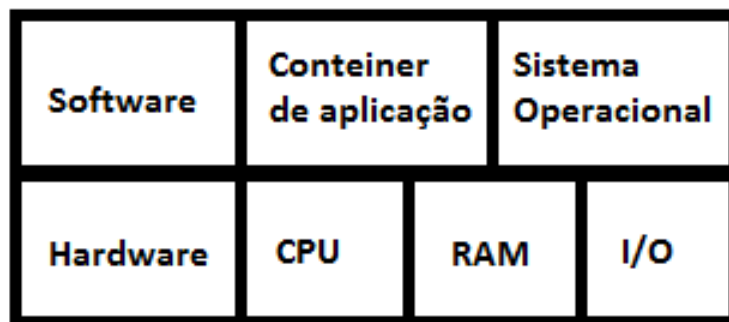 Software
Conteiner
de aplicação
Sistema
Operacional
Hardware
CPU
RAM
I/O